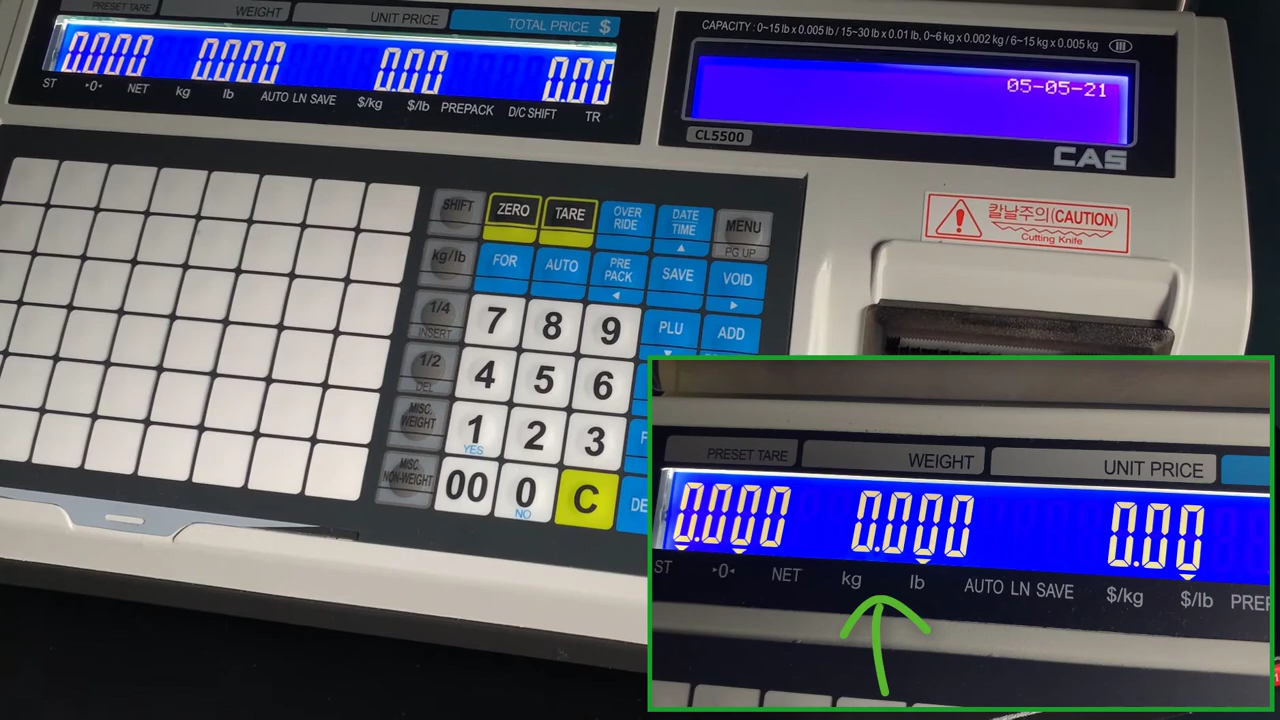 PRESET TARE
WEIGHT
UNIT PRICE
TOTAL PRICE $
0.000 0.000 0.00 0.00
ST ▸0◂ NET kg lb AUTO LN SAVE $/kg $/lb PREPACK D/C SHIFT TR
CAPACITY : 0~15 lb x 0.005 lb / 15~30 lb x 0.01 lb, 0~6 kg x 0.002 kg / 6~15 kg x 0.005 kg III
05-05-21
CL5500
CAS
칼날주의(CAUTION)
Cutting Knife
SHIFT ZERO TARE OVER RIDE DATE TIME MENU
PG UP
kg/lb FOR AUTO PRE PACK SAVE VOID
1/4 7 8 9 PLU ADD
INSERT
1/2 4 5 6
DEL
MISC. WEIGHT 1 2 3
YES
MISC. NON-WEIGHT 00 0 C
NO
PRESET TARE
WEIGHT
UNIT PRICE
0.000 0.000 0.00
ST ▸0◂ NET kg lb AUTO LN SAVE $/kg $/lb